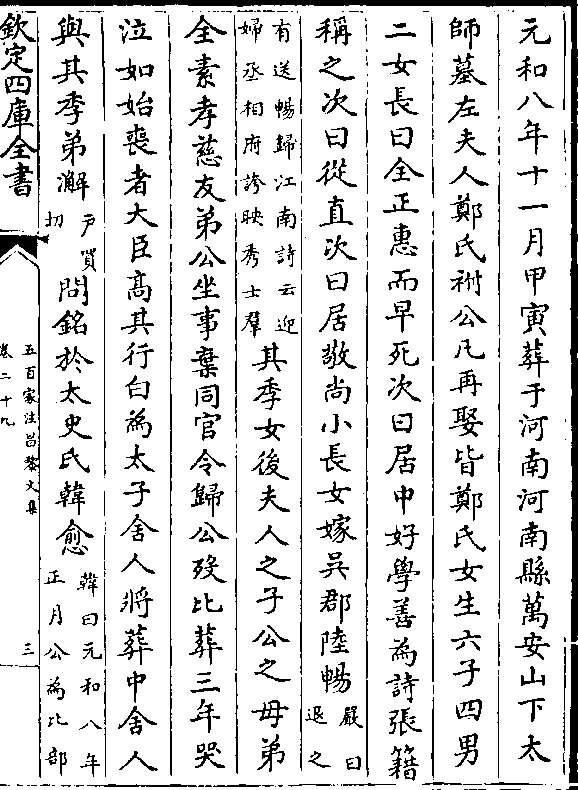 元和八年十一月甲寅葬于河南河南縣萬安山下太
師墓左夫人鄭氏祔公凡再娶皆鄭氏女生六子四男
二女長曰全正惠而早死次曰居中好學善為詩張籍
稱之次曰從直次曰居敬尚小長女嫁吳郡陸暢嚴曰退之
有送暢歸江南詩云迎婦丞相府誇映秀士羣其季女後夫人之子公之母弟
全素孝慈友弟公坐事棄同官令歸公殁比葬三年哭
泣如始喪者大臣髙其行白為太子舍人將葬中舍人
與其季弟澥戸買切問銘於太史氏韓愈韓曰元和八年正月公為比部
欽定四庫全書
五百家注昌黎文集
卷二十九
三